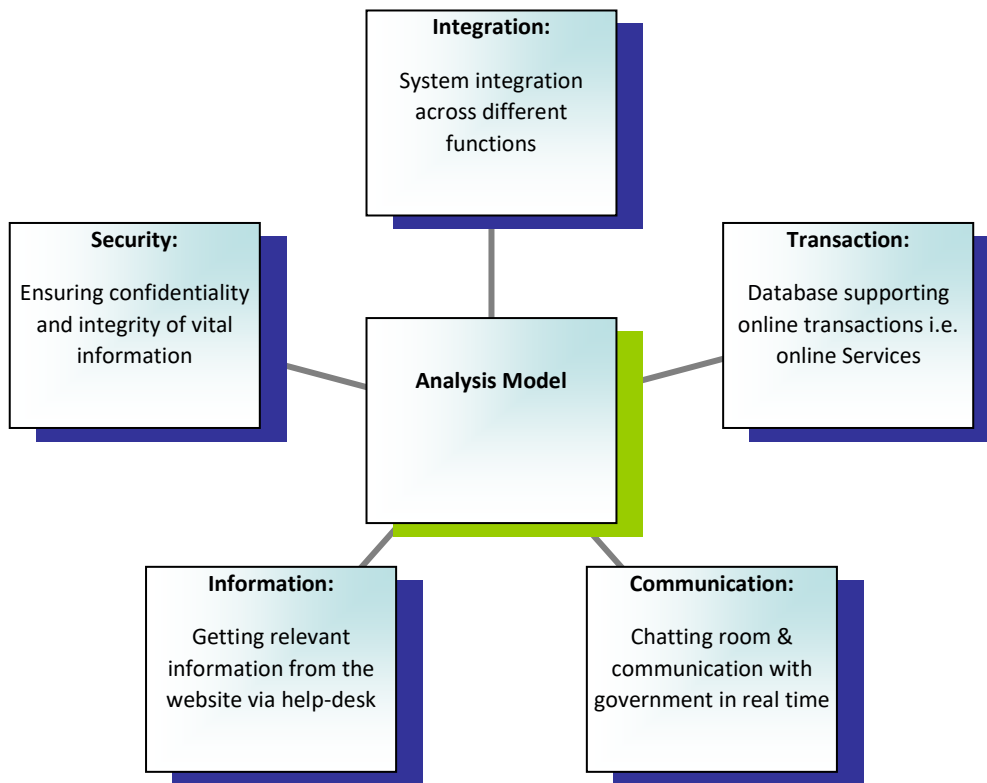 Integration:
System integration
across different
functions
Security:
Ensuring confidentiality
and integrity of vital
information
Transaction:
Database supporting
online transactions i.e.
online Services
Analysis Model
Information:
Getting relevant
information from the
website via help-desk
Communication:
Chatting room &
communication with
government in real time